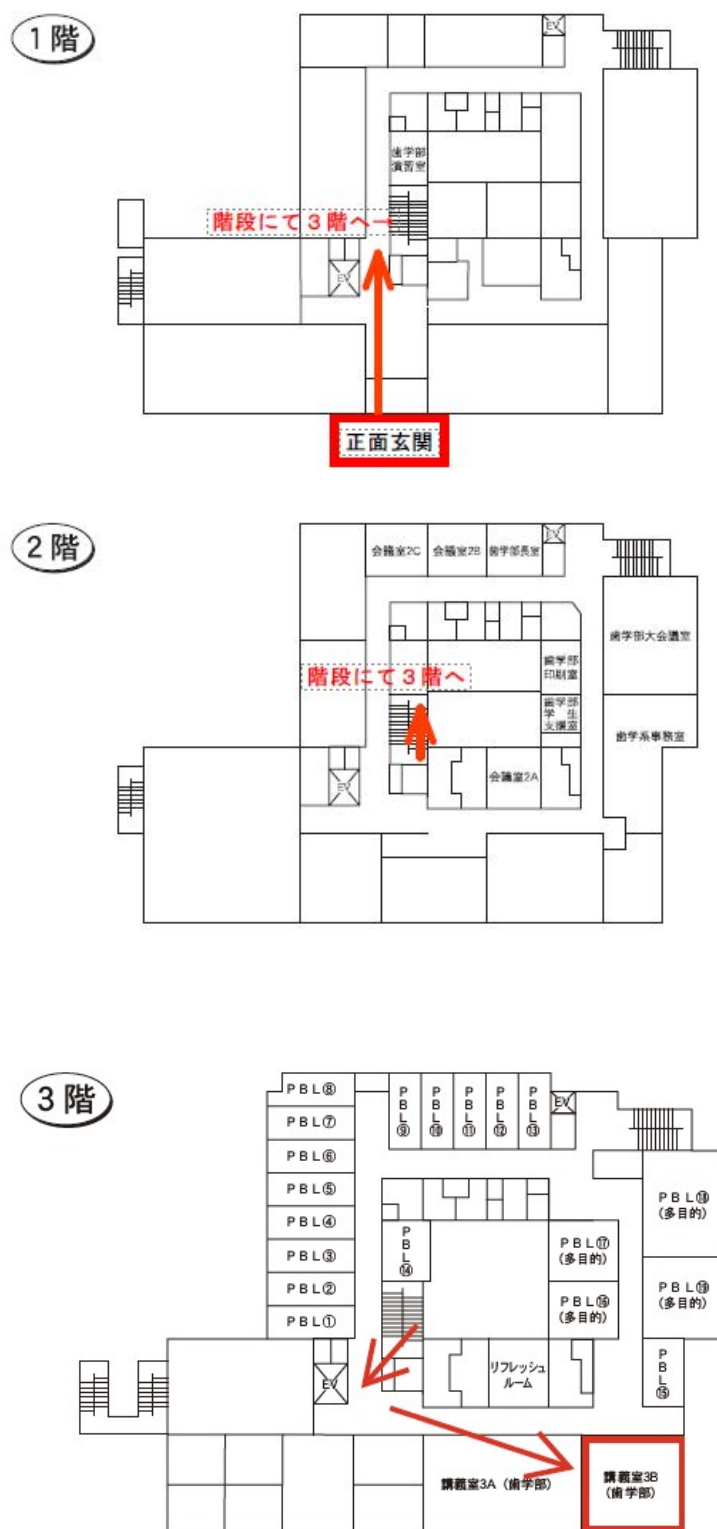 1階
EV
歯学部
演習室
階段にて3階へ→
EV
正面玄関
2階
会議室2C
会議室2B
歯学部長室
EV
歯学部大会議室
階段にて3階へ
歯学部
印刷室
歯学部
学生
支援室
歯学系事務室
EV
会議室2A
3階
PBL⑧
PBL⑨
PBL⑩
PBL⑪
PBL⑫
PBL⑬
EV
PBL⑦
PBL⑥
PBL⑤
PBL④
PBL③
PBL②
PBL①
PBL⑭
PBL⑰
(多目的)
PBL⑱
(多目的)
PBL⑯
(多目的)
PBL⑲
(多目的)
EV
リフレッシュ
ルーム
PBL⑮
講義室3A(歯学部)
講義室3B
(歯学部)